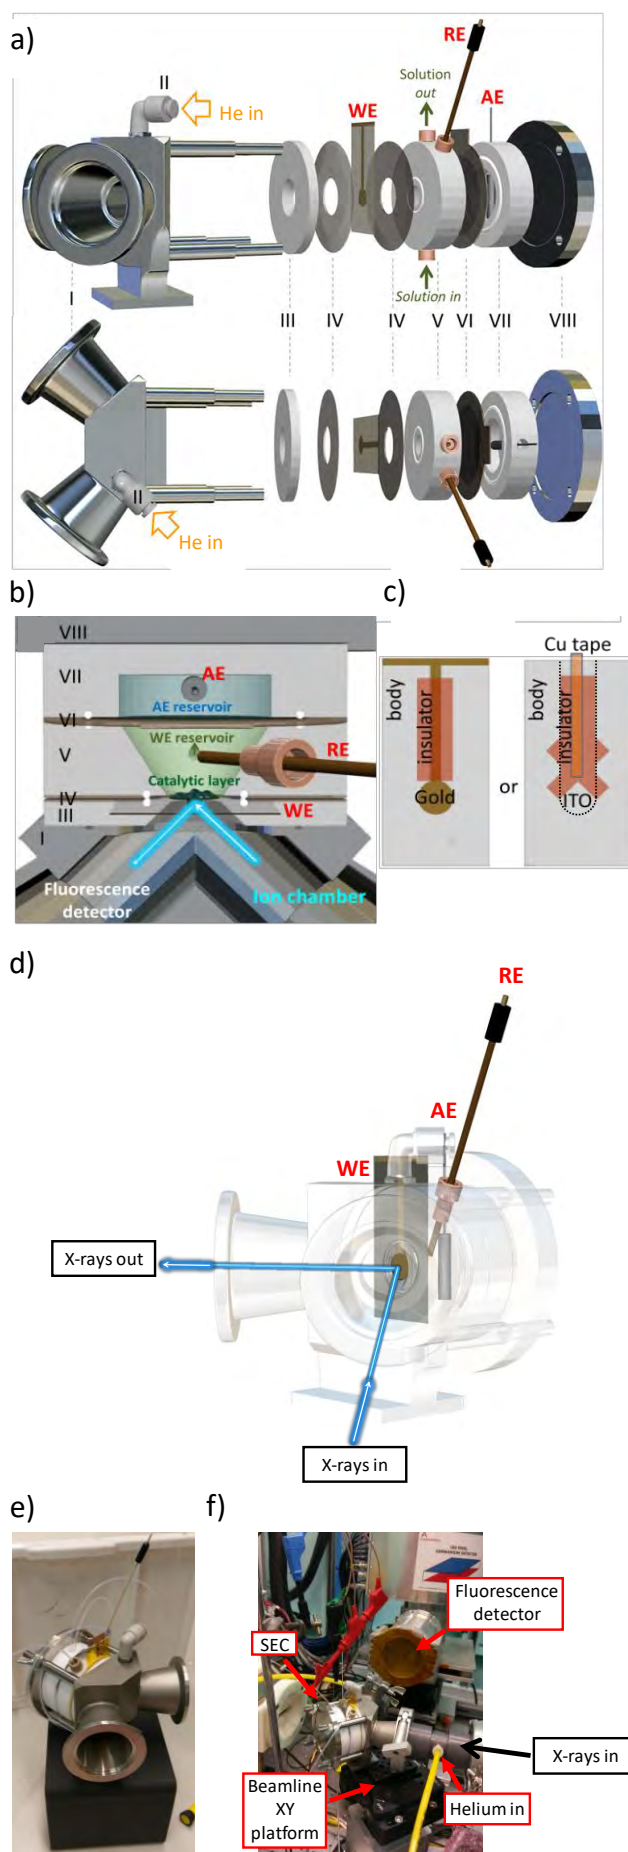 a)
RE
II
Solution
out
AE
He in
WE
Solution in
I
III
IV
IV
V
VI
VII
VIII
II
He in
b)
c)
VIII
Cu tape
VII
AE
AE reservoir
body
insulator
body
insulator
VI
WE reservoir
V
RE
Catalytic layer
Gold
or
ITO
IV
WE
III
I
Fluorescence
detector
Ion chamber
d)
RE
AE
WE
X-rays out
X-rays in
e)
f)
Fluorescence
detector
SEC
X-rays in
Beamline
XY
platform
Helium in